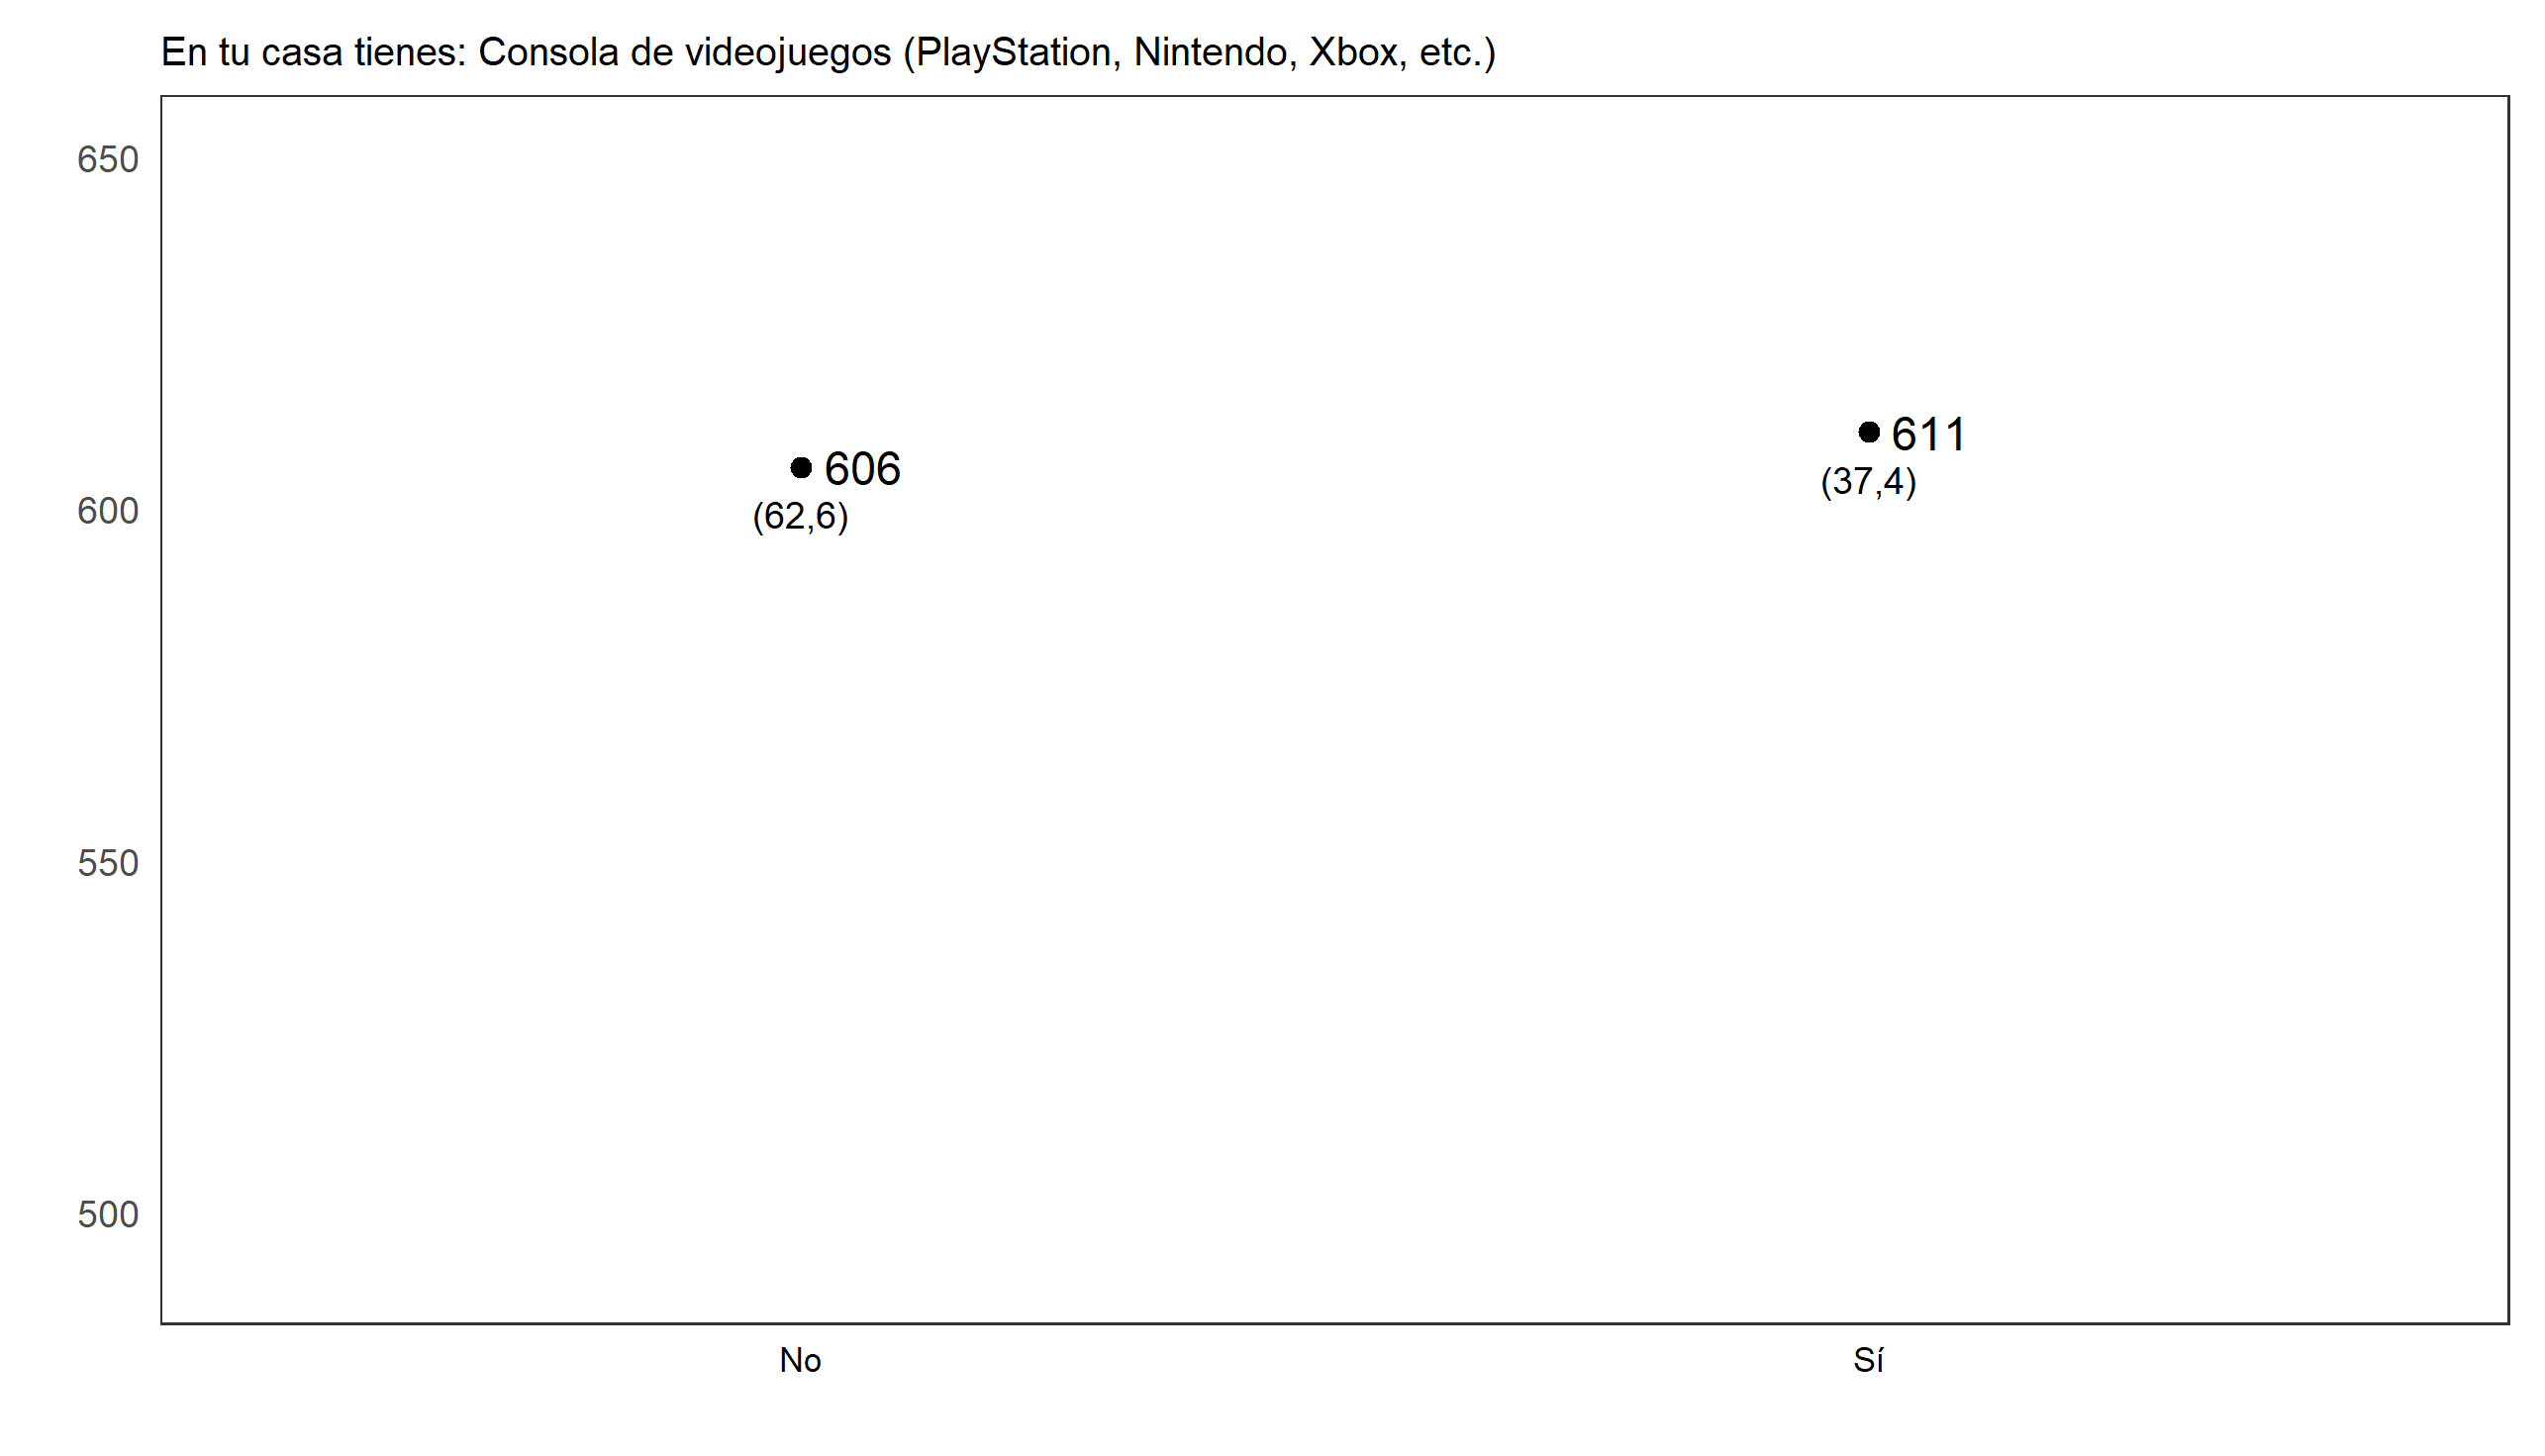 En tu casa tienes: Consola de videojuegos (PlayStation, Nintendo, Xbox, etc.)
650
611
(37,4)
606
(62,6)
600
550
500
No
Sí